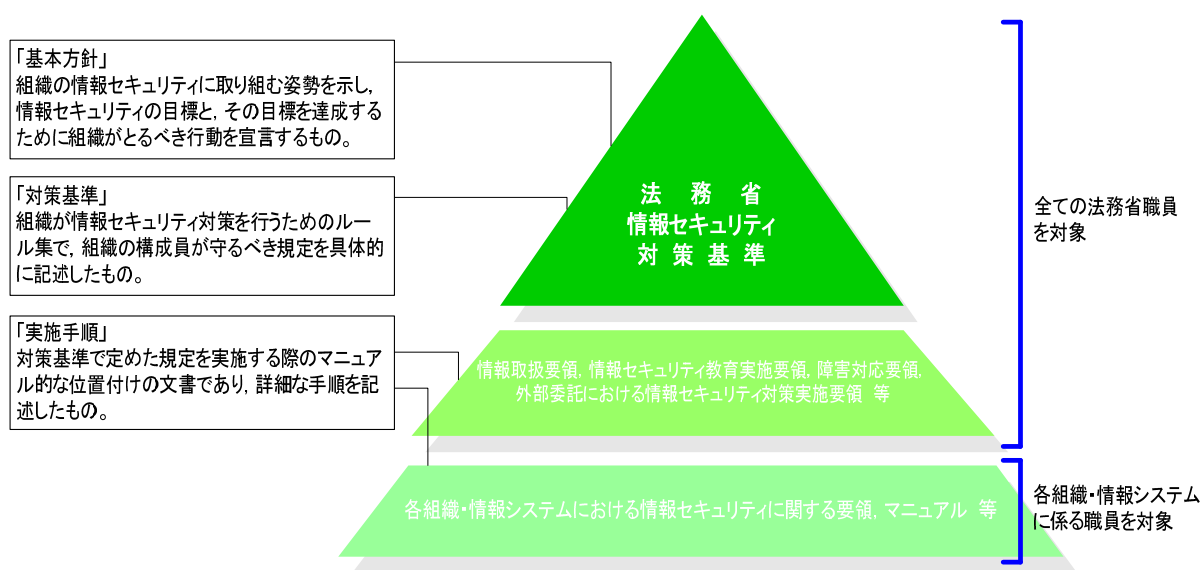 「基本方針」
組織の情報セキュリティに取り組む姿勢を示し,
情報セキュリティの目標と, その目標を達成する
ために組織がとるべき行動を宣言するもの。
「対策基準」
組織が情報セキュリティ対策を行うためのルー
ル集で, 組織の構成員が守るべき規定を具体的
に記述したもの。
「実施手順」
対策基準で定めた規定を実施する際のマニュア
ル的な位置付けの文書であり, 詳細な手順を記
述したもの。
法 務 省
情報セキュリティ
対 策 基 準
情報取扱要領, 情報セキュリティ教育実施要領, 障害対応要領,
外部委託における情報セキュリティ対策実施要領 等
各組織・情報システムにおける情報セキュリティに関する要領, マニュアル 等
全ての法務省職員
を対象
各組織・情報システム
に係る職員を対象